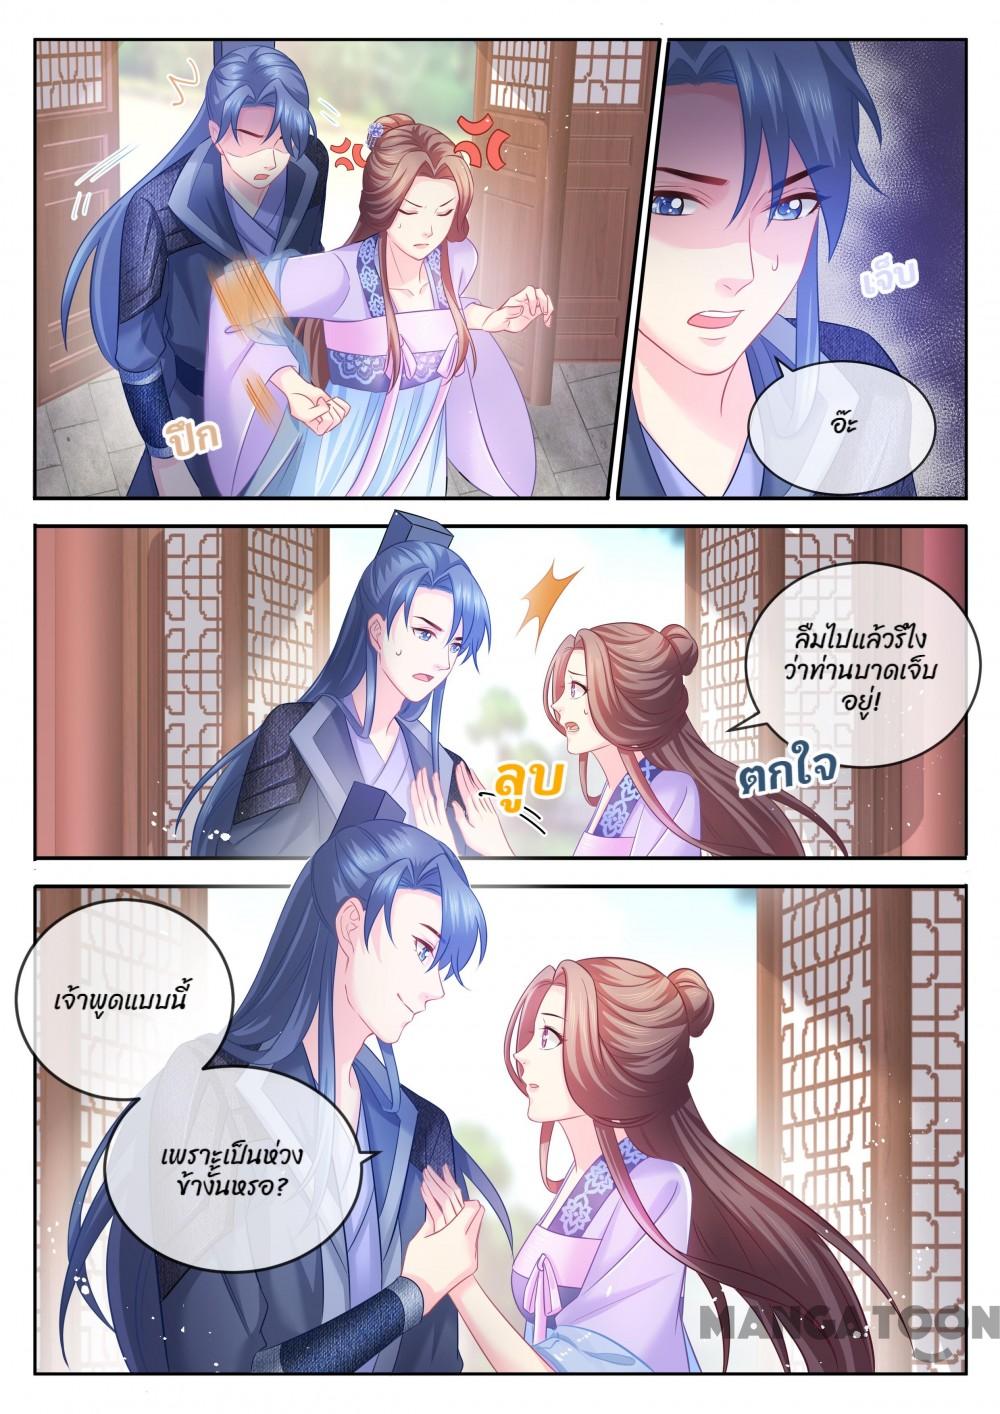 ปึก
เจ็บ
อ๊ะ
ลืมไปแล้วรึไง
ว่าท่านบาดเจ็บ
อยู่!
ลูบ
ตกใจ
เจ้าพูดแบบนี้
เพราะเป็นห่วง
ข้างั้นหรอ?
MANGATOON